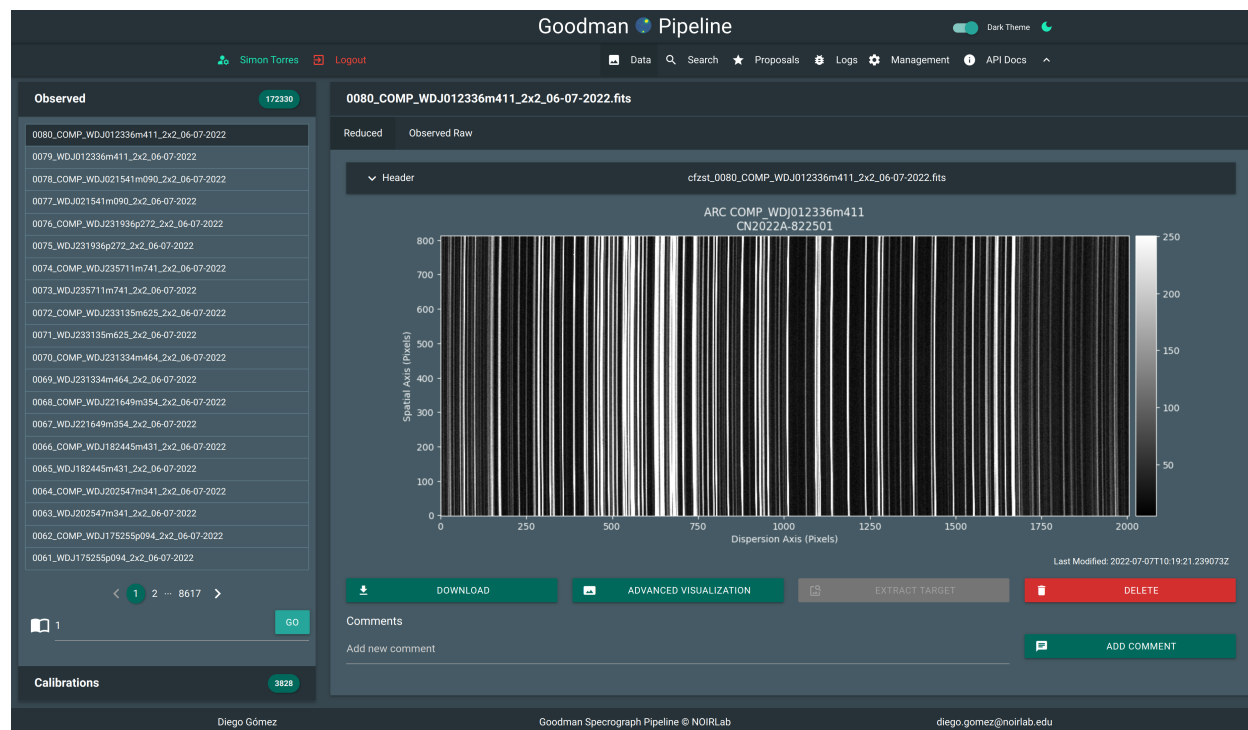 Goodman Pipeline
Dark Theme
Simon Torres Logout
Data Search Proposals Logs Management API Docs
Observed 172330
0080_COMP_WDJ012336m411_2x2_06-07-2022
0079_WDJ012336m411_2x2_06-07-2022
0078_COMP_WDJ021541m090_2x2_06-07-2022
0077_WDJ021541m090_2x2_06-07-2022
0076_COMP_WDJ231936p272_2x2_06-07-2022
0075_WDJ231936p272_2x2_06-07-2022
0074_COMP_WDJ235711m741_2x2_06-07-2022
0073_WDJ235711m741_2x2_06-07-2022
0072_COMP_WDJ233135m625_2x2_06-07-2022
0071_WDJ233135m625_2x2_06-07-2022
0070_COMP_WDJ231334m464_2x2_06-07-2022
0069_WDJ231334m464_2x2_06-07-2022
0068_COMP_WDJ221649m354_2x2_06-07-2022
0067_WDJ221649m354_2x2_06-07-2022
0066_COMP_WDJ182445m431_2x2_06-07-2022
0065_WDJ182445m431_2x2_06-07-2022
0064_COMP_WDJ202547m341_2x2_06-07-2022
0063_WDJ202547m341_2x2_06-07-2022
0062_COMP_WDJ175255p094_2x2_06-07-2022
0061_WDJ175255p094_2x2_06-07-2022
1 2 ... 8617
1 GO
Calibrations 3828
0080_COMP_WDJ012336m411_2x2_06-07-2022.fits
Reduced Observed Raw
Header cfzst_0080_COMP_WDJ012336m411_2x2_06-07-2022.fits
ARC COMP_WDJ012336m411
CN2022A-822501
Spatial Axis (Pixels)
800
700
600
500
400
300
200
100
0
0 250 500 750 1000 1250 1500 1750 2000
Dispersion Axis (Pixels)
250
200
150
100
50
Last Modified: 2022-07-07T10:19:21.239073Z
DOWNLOAD ADVANCED VISUALIZATION EXTRACT TARGET DELETE
Comments
Add new comment
ADD COMMENT
Diego Gómez Goodman Specrograph Pipeline © NOIRLab diego.gomez@noirlab.edu